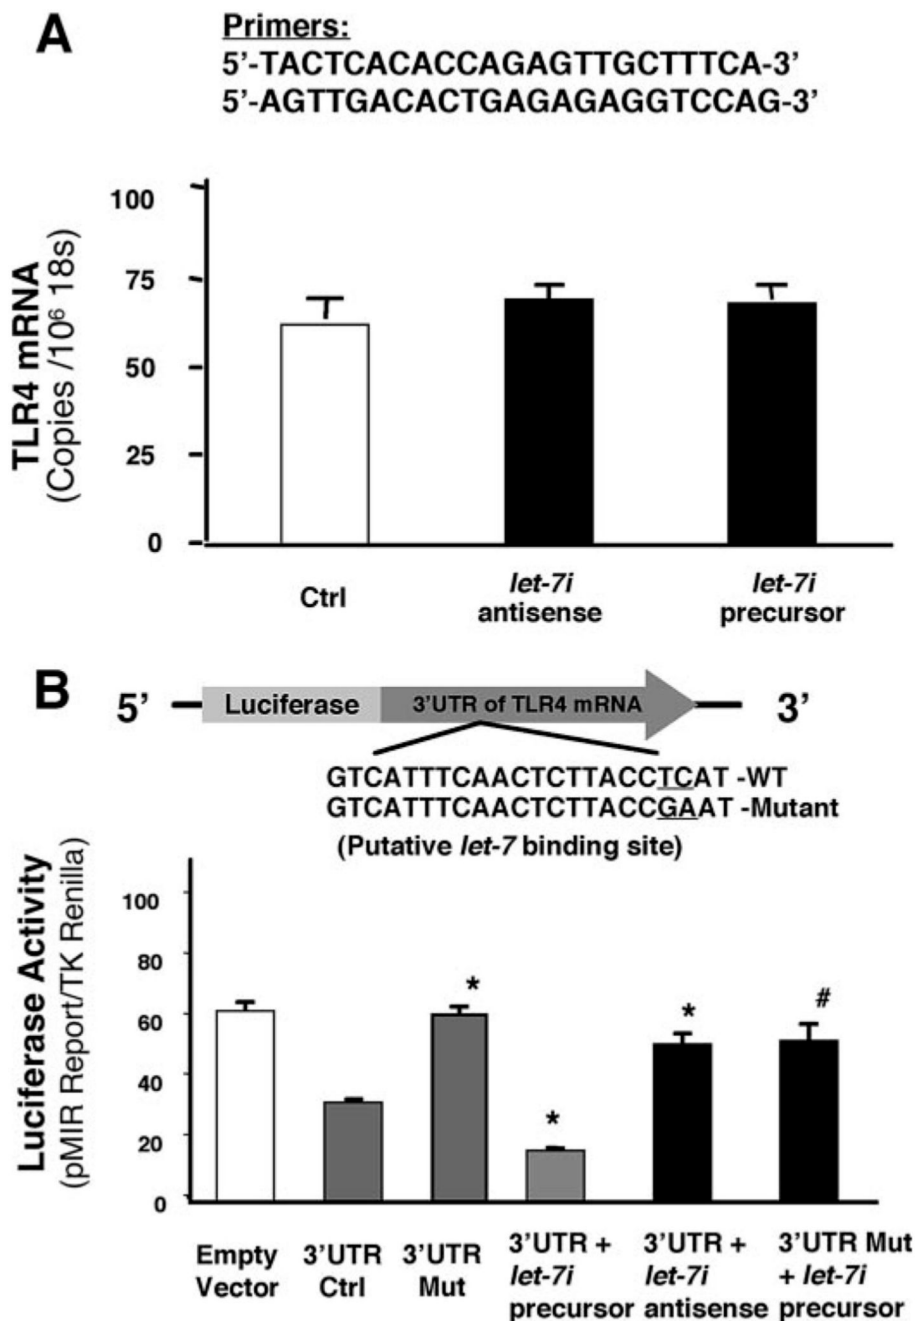 A
Primers:
5’-TACTCACACCAGAGTTGCTTTCA-3’
5’-AGTTGACACTGAGAGAGGTCCAG-3’
TLR4 mRNA
(Copies /10⁶ 18s)
100
75
50
25
0
Ctrl
let-7i
antisense
let-7i
precursor
B
5’ Luciferase 3’UTR of TLR4 mRNA 3’
GTCATTTCAACTCTTACCTCAT -WT
GTCATTTCAACTCTTACCGAAT -Mutant
(Putative let-7 binding site)
Luciferase Activity
(pMIR Report/TK Renilla)
100
80
60
40
20
0
*
*
*
#
Empty
Vector
3’UTR
Ctrl
3’UTR
Mut
3’UTR +
let-7i
precursor
3’UTR +
let-7i
antisense
3’UTR Mut
+ let-7i
precursor